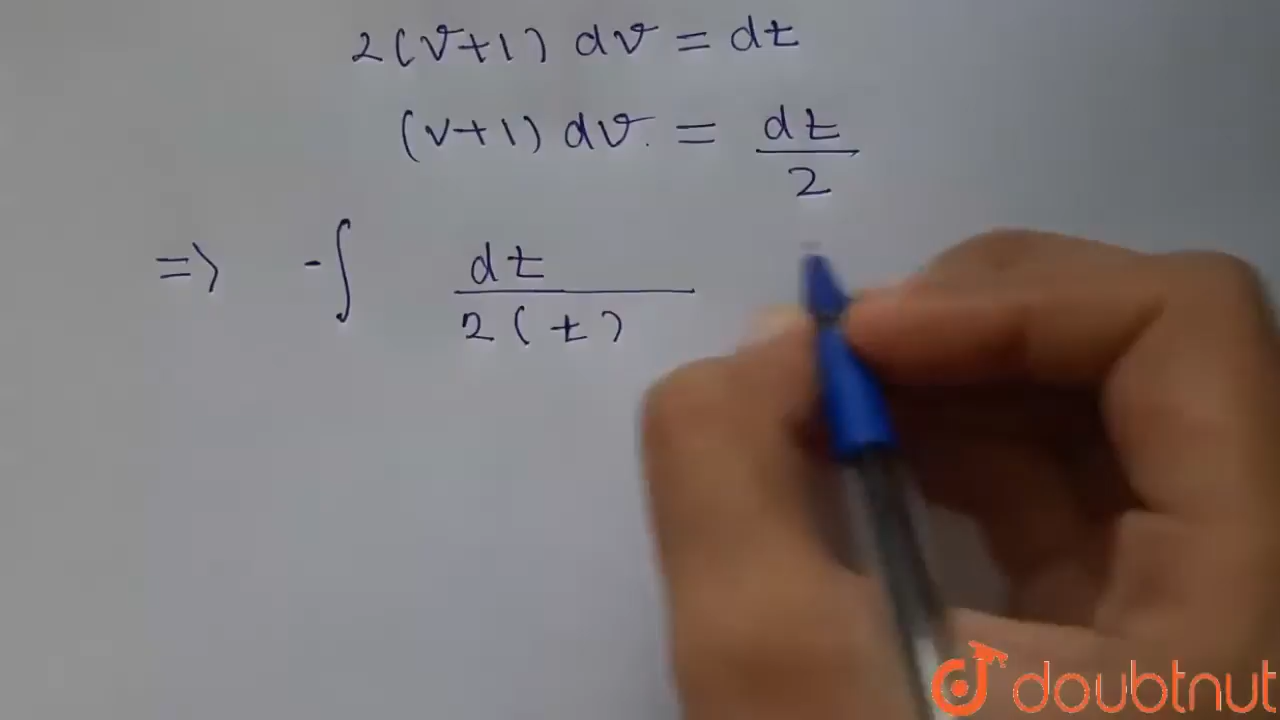 2(v+1) dv = dt
(v+1) dv. = dt/2
=> -∫ dt/2(t)
doubtnut